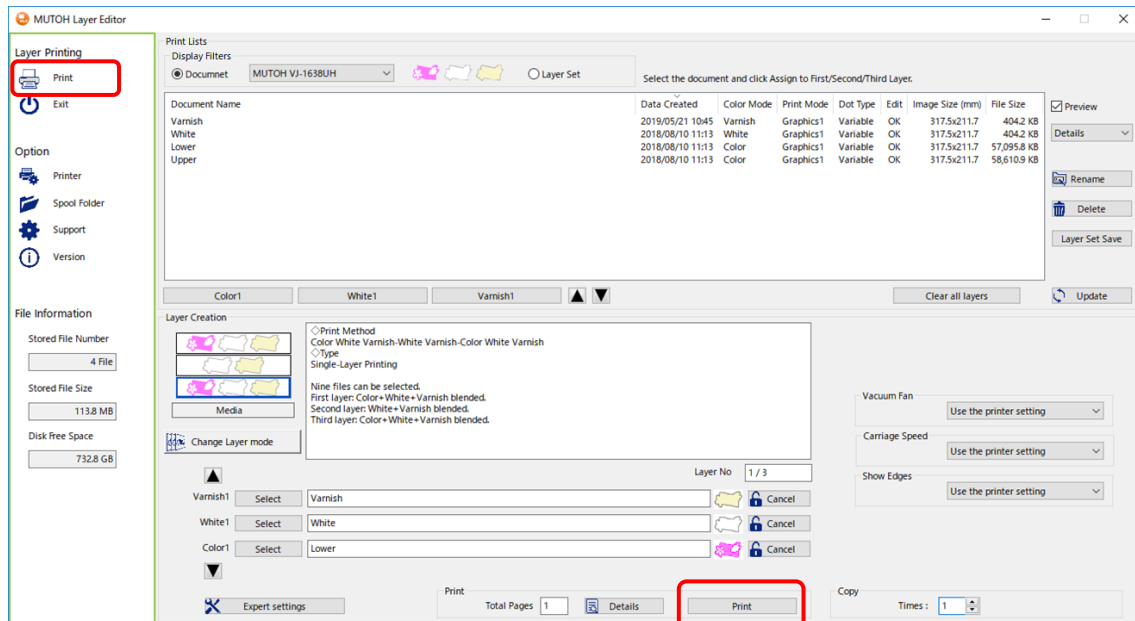 MUTOH Layer Editor
Layer Printing
Print
Exit
Option
Printer
Spool Folder
Support
Version
File Information
Stored File Number
4 File
Stored File Size
113.8 MB
Disk Free Space
732.8 GB
Print Lists
Display Filters
Documnet MUTOH VJ-1638UH Layer Set
Select the document and click Assign to First/Second/Third Layer.
Document Name Data Created Color Mode Print Mode Dot Type Edit Image Size (mm) File Size
Varnish 2019/05/21 10:45 Varnish Graphics1 Variable OK 317.5x211.7 404.2 KB
White 2018/08/10 11:13 White Graphics1 Variable OK 317.5x211.7 404.2 KB
Lower 2018/08/10 11:13 Color Graphics1 Variable OK 317.5x211.7 57,095.8 KB
Upper 2018/08/10 11:13 Color Graphics1 Variable OK 317.5x211.7 58,610.9 KB
Preview
Details
Rename
Delete
Layer Set Save
Color1 White1 Varnish1 Clear all layers Update
Layer Creation
Media
Change Layer mode
◇Print Method
Color White Varnish-White Varnish-Color White Varnish
◇Type
Single-Layer Printing
Nine files can be selected.
First layer: Color+White+Varnish blended.
Second layer: White+Varnish blended.
Third layer: Color+White+Varnish blended.
Layer No 1 / 3
Varnish1 Select Varnish Cancel
White1 Select White Cancel
Color1 Select Lower Cancel
Vacuum Fan
Use the printer setting
Carriage Speed
Use the printer setting
Show Edges
Use the printer setting
Expert settings
Print
Total Pages 1 Details Print
Copy
Times : 1